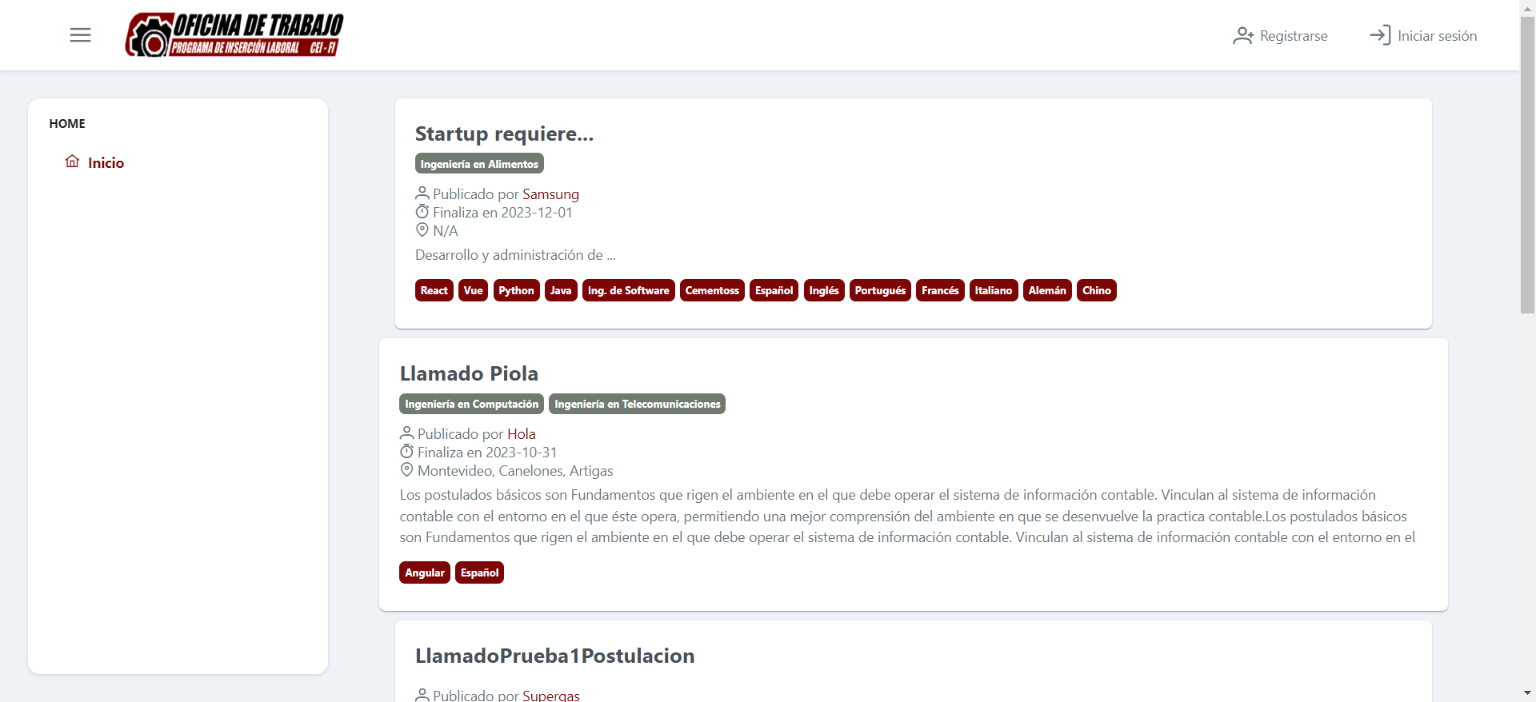 OFICINA DE TRABAJO
PROGRAMA DE INSERCIÓN LABORAL CEI - FI
Registrarse
Iniciar sesión
HOME
Inicio
Startup requiere...
Ingeniería en Alimentos
Publicado por Samsung
Finaliza en 2023-12-01
N/A
Desarrollo y administración de ...
React Vue Python Java Ing. de Software Cementoss Español Inglés Portugués Francés Italiano Alemán Chino
Llamado Piola
Ingeniería en Computación Ingeniería en Telecomunicaciones
Publicado por Hola
Finaliza en 2023-10-31
Montevideo, Canelones, Artigas
Los postulados básicos son Fundamentos que rigen el ambiente en el que debe operar el sistema de información contable. Vinculan al sistema de información
contable con el entorno en el que éste opera, permitiendo una mejor comprensión del ambiente en que se desenvuelve la practica contable.Los postulados básicos
son Fundamentos que rigen el ambiente en el que debe operar el sistema de información contable. Vinculan al sistema de información contable con el entorno en el
Angular Español
LlamadoPrueba1Postulacion
Publicado por Supergas